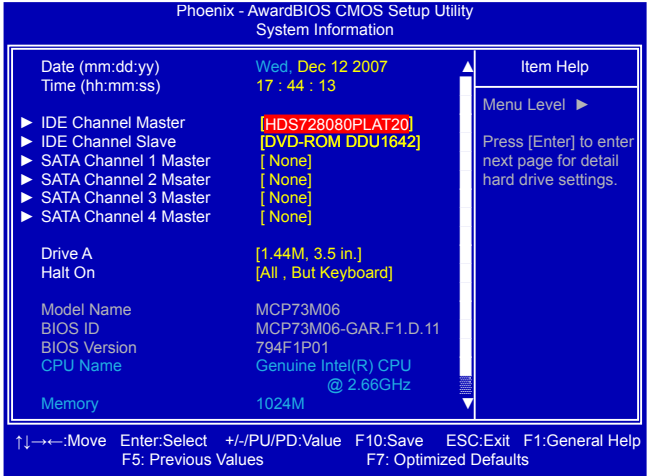 Phoenix - AwardBIOS CMOS Setup Utility
System Information
Date (mm:dd:yy) Wed, Dec 12 2007
Time (hh:mm:ss) 17 : 44 : 13
► IDE Channel Master [HDS728080PLAT20]
► IDE Channel Slave [DVD-ROM DDU1642]
► SATA Channel 1 Master [ None]
► SATA Channel 2 Msater [ None]
► SATA Channel 3 Master [ None]
► SATA Channel 4 Master [ None]
Drive A [1.44M, 3.5 in.]
Halt On [All , But Keyboard]
Model Name MCP73M06
BIOS ID MCP73M06-GAR.F1.D.11
BIOS Version 794F1P01
CPU Name Genuine Intel(R) CPU
@ 2.66GHz
Memory 1024M
Item Help
Menu Level ►
Press [Enter] to enter
next page for detail
hard drive settings.
↑↓→←:Move Enter:Select +/-/PU/PD:Value F10:Save ESC:Exit F1:General Help
F5: Previous Values F7: Optimized Defaults